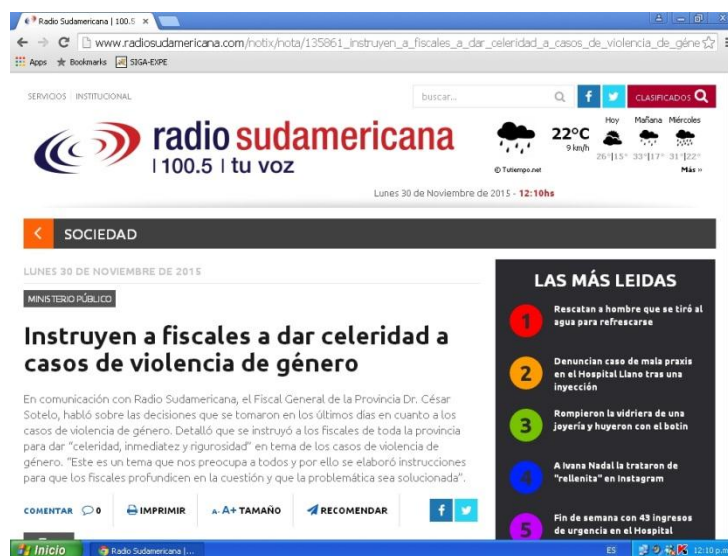 Radio Sudamericana | 100.5
www.radiosudamericana.com/notix/nota/135861_instruyen_a_fiscales_a_dar_celeridad_a_casos_de_violencia_de_géne
Apps Bookmarks SIGA-EXPE
SERVICIOS INSTITUCIONAL
buscar...
CLASIFICADOS
radio sudamericana
| 100.5 | tu voz
22°C
9 km/h
Hoy Mañana Miércoles
26°|15° 33°|17° 31°|22°
© Tutiempo.net
Más »
Lunes 30 de Noviembre de 2015 - 12:10hs
SOCIEDAD
LUNES 30 DE NOVIEMBRE DE 2015
MINISTERIO PÚBLICO
Instruyen a fiscales a dar celeridad a
casos de violencia de género
En comunicación con Radio Sudamericana, el Fiscal General de la Provincia Dr. César
Sotelo, habló sobre las decisiones que se tomaron en los últimos días en cuanto a los
casos de violencia de género. Detalló que se instruyó a los fiscales de toda la provincia
para dar "celeridad, inmediatez y rigurosidad" en tema de los casos de violencia de
género. "Este es un tema que nos preocupa a todos y por ello se elaboró instrucciones
para que los fiscales profundicen en la cuestión y que la problemática sea solucionada".
COMENTAR 0 IMPRIMIR A- A+ TAMAÑO RECOMENDAR
LAS MÁS LEIDAS
1
Rescatan a hombre que se tiró al
agua para refrescarse
2
Denuncian caso de mala praxis
en el Hospital Llano tras una
inyección
3
Rompieron la vidriera de una
joyería y huyeron con el botin
4
A Ivana Nadal la trataron de
"rellenita" en Instagram
5
Fin de semana con 43 ingresos
de urgencia en el Hospital
Inicio
Radio Sudamericana |...
ES
12:10 p.m.